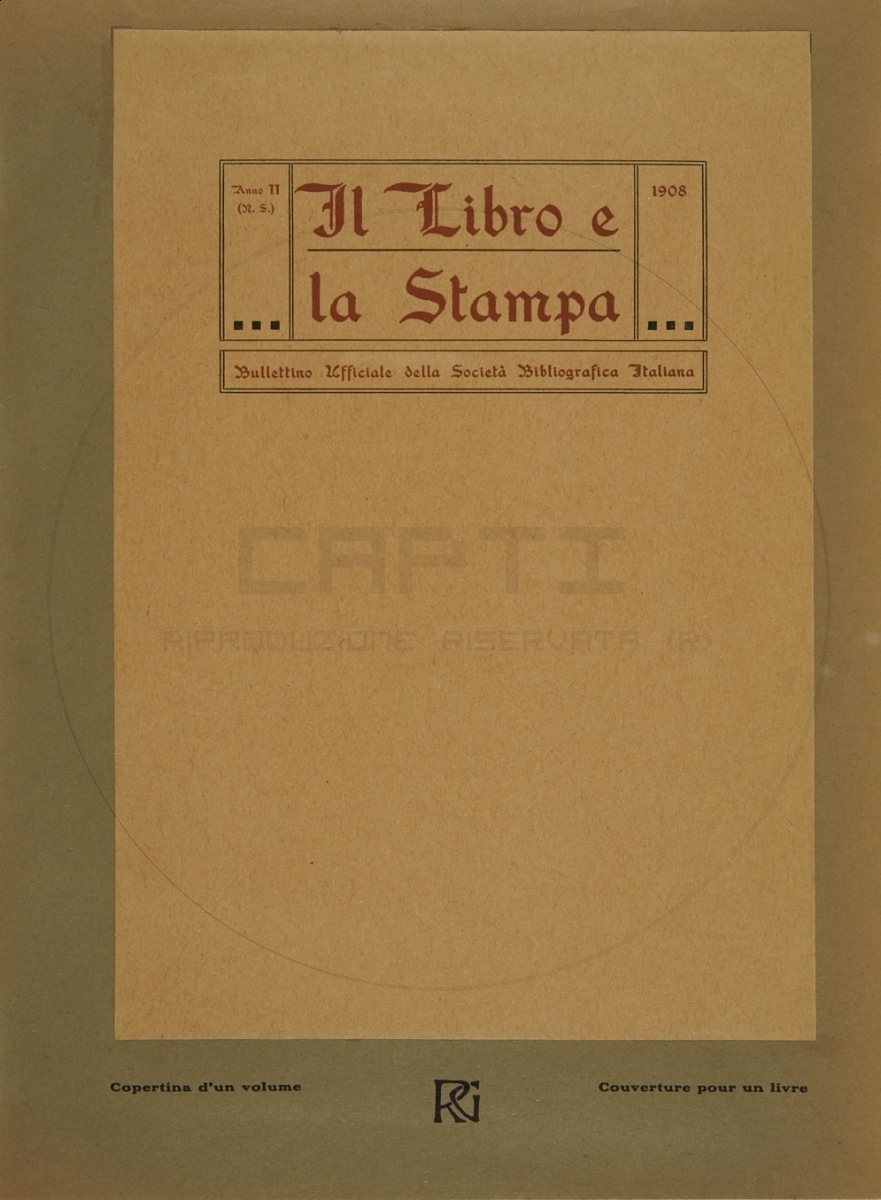 Anno II
(N. S.)
Il Libro e
la Stampa
1908
Bullettino Ufficiale della Società Bibliografica Italiana
CAPTI
RIPRODUZIONE RISERVATA (R)
Copertina d'un volume
RG
Couverture pour un livre